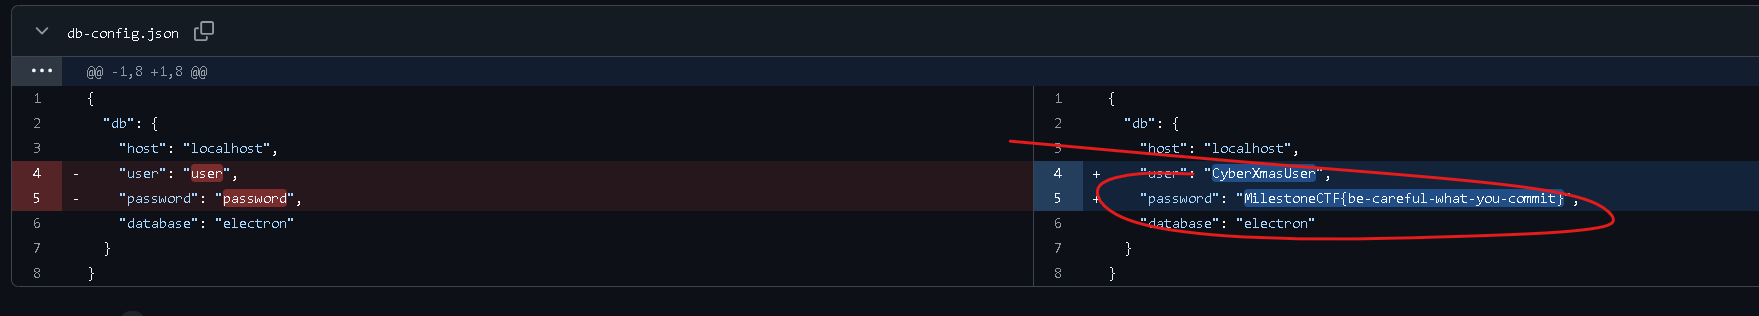 db-config.json
@@ -1,8 +1,8 @@
1 {
2 "db": {
3 "host": "localhost",
4 - "user": "user",
5 - "password": "password",
6 "database": "electron"
7 }
8 }
1 {
2 "db": {
3 "host": "localhost",
4 + "user": "CyberXmasUser",
5 + "password": "MilestoneCTF{be-careful-what-you-commit}",
6 "database": "electron"
7 }
8 }